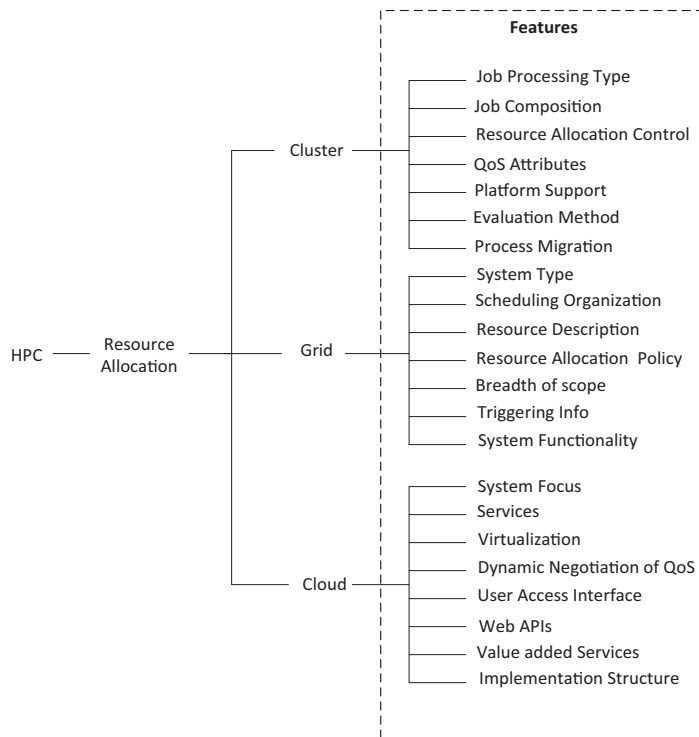 Features
Job Processing Type
Job Composition
Resource Allocation Control
Cluster
QoS Attributes
Platform Support
Evaluation Method
Process Migration
System Type
Scheduling Organization
Resource Description
HPC
Resource
Allocation
Grid
Resource Allocation Policy
Breadth of scope
Triggering Info
System Functionality
System Focus
Services
Virtualization
Dynamic Negotiation of QoS
Cloud
User Access Interface
Web APIs
Value added Services
Implementation Structure